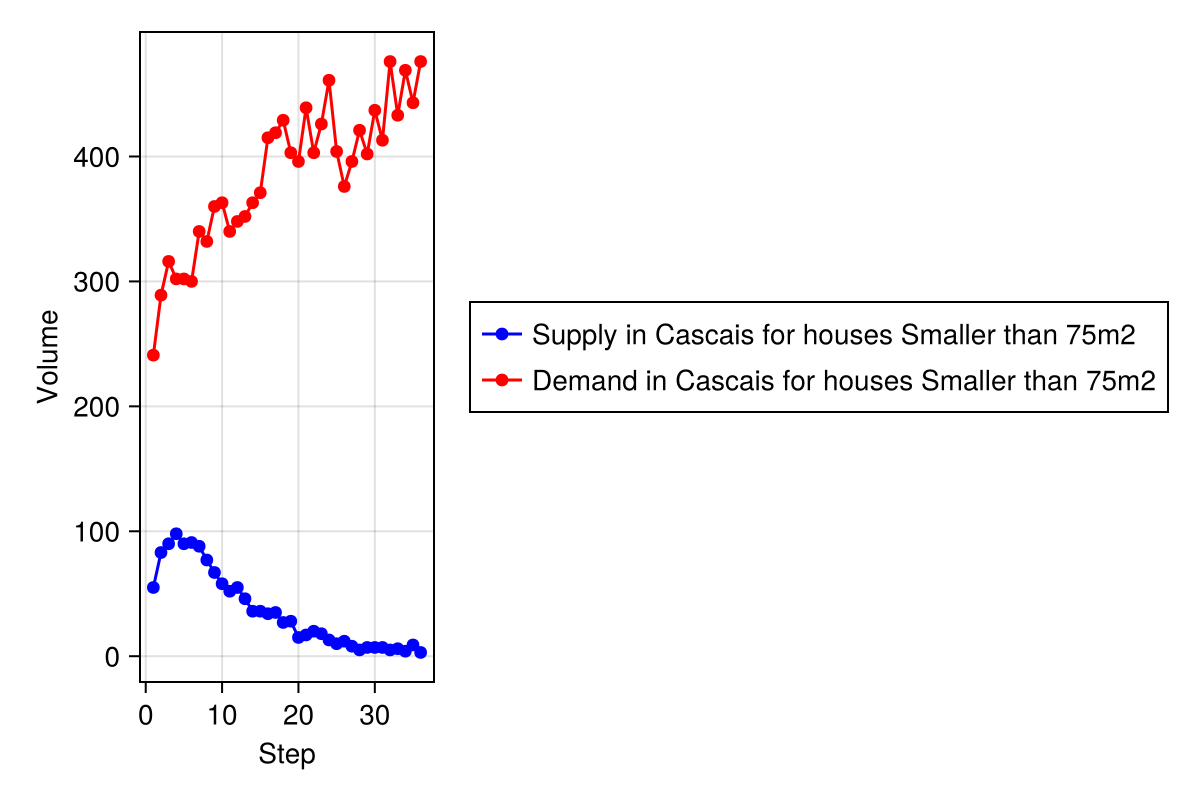 Volume
400
300
200
100
0
0 10 20 30
Step
Supply in Cascais for houses Smaller than 75m2
Demand in Cascais for houses Smaller than 75m2